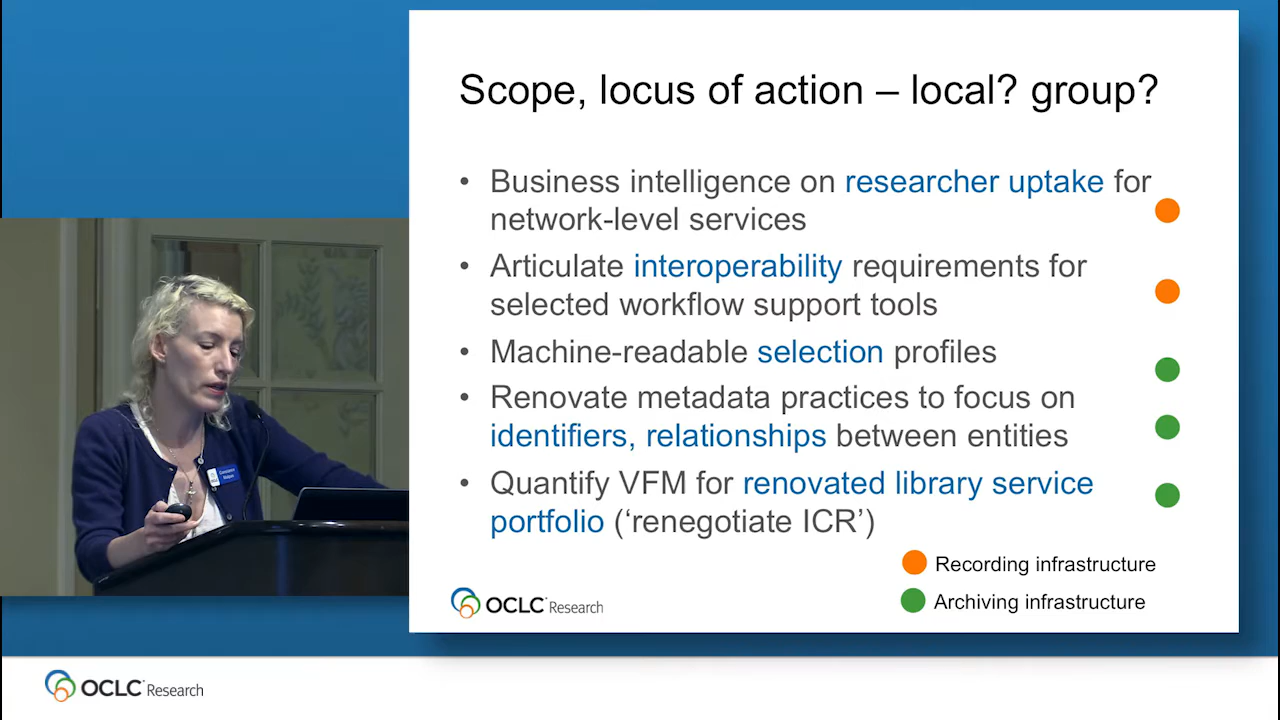 Scope, locus of action – local? group?
• Business intelligence on researcher uptake for
network-level services
• Articulate interoperability requirements for
selected workflow support tools
• Machine-readable selection profiles
• Renovate metadata practices to focus on
identifiers, relationships between entities
• Quantify VFM for renovated library service
portfolio (‘renegotiate ICR’)
Recording infrastructure
Archiving infrastructure
OCLC Research
Constance
OCLC Research